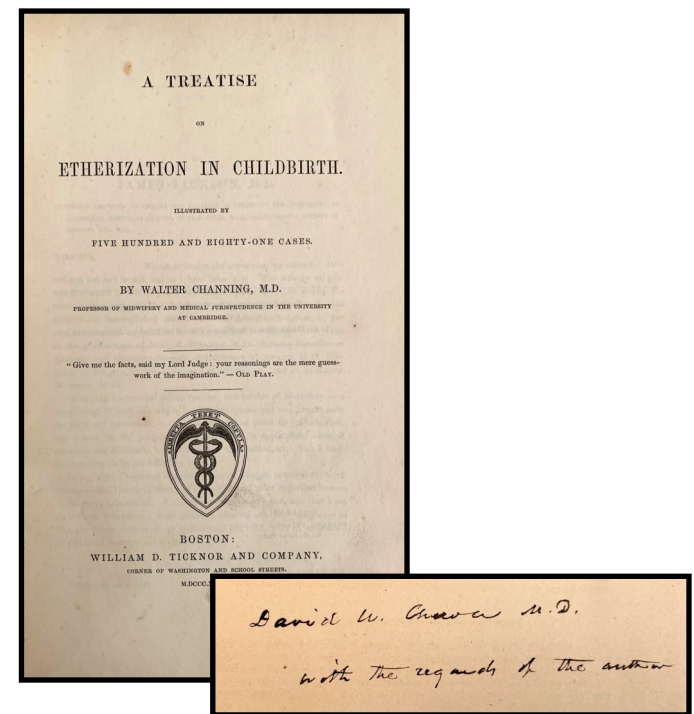 A TREATISE
ON
ETHERIZATION IN CHILDBIRTH.
ILLUSTRATED BY
FIVE HUNDRED AND EIGHTY-ONE CASES.
BY WALTER CHANNING, M.D.
PROFESSOR OF MIDWIFERY AND MEDICAL JURISPRUDENCE IN THE UNIVERSITY
AT CAMBRIDGE.
"Give me the facts, said my Lord Judge: your reasonings are the mere guess-
work of the imagination." — OLD PLAY.
TENET COPULA
BOSTON:
WILLIAM D. TICKNOR AND COMPANY,
CORNER OF WASHINGTON AND SCHOOL STREETS.
M.DCCC.
David M.D.
with the regards of the author